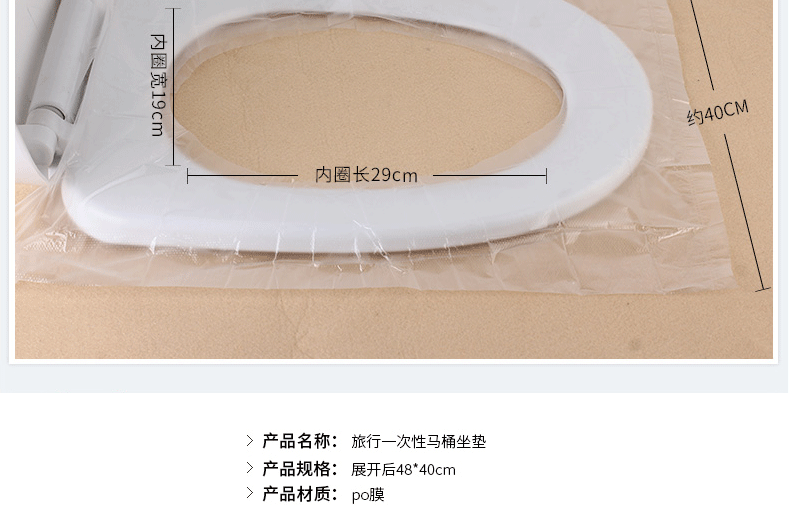 内圈宽19cm
约40CM
内圈长29cm
产品名称： 旅行一次性马桶坐垫
产品规格： 展开后48*40cm
产品材质： po膜